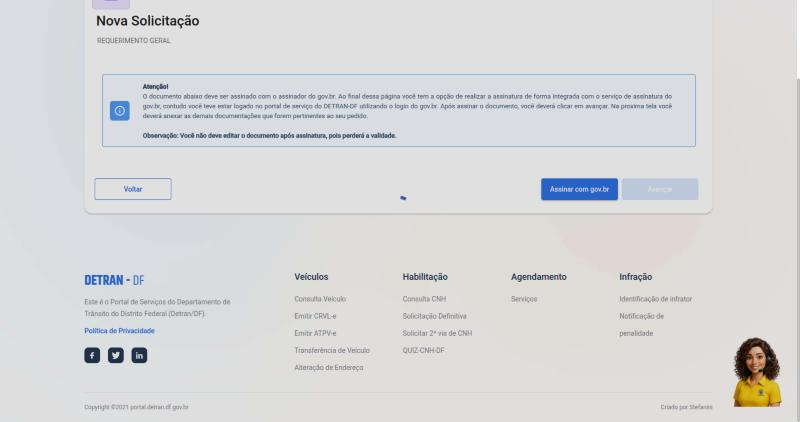 Nova Solicitação
REQUERIMENTO GERAL
Atenção!
O documento abaixo deve ser assinado com o assinador do gov.br. Ao final dessa página você tem a opção de realizar a assinatura de forma integrada com o serviço de assinatura do
gov.br, contudo você teve estar logado no portal de serviço do DETRAN-DF utilizando o login do gov.br. Após assinar o documento, você deverá clicar em avançar. Na proxima tela você
deverá anexar as demais documentações que forem pertinentes ao seu pedido.
Observação: Você não deve editar o documento após assinatura, pois perderá a validade.
Voltar
Assinar com gov.br
Avançar
DETRAN - DF
Este é o Portal de Serviços do Departamento de
Trânsito do Distrito Federal (Detran/DF).
Política de Privacidade
Veículos
Consulta Veículo
Emitir CRVL-e
Emitir ATPV-e
Transferência de Veículo
Alteração de Endereço
Habilitação
Consulta CNH
Solicitação Definitiva
Solicitar 2ª via de CNH
QUIZ-CNH-DF
Agendamento
Serviços
Infração
Identificação de infrator
Notificação de
penalidade
Copyright ©2021 portal.detran.df.gov.br
Criado por Stefanini